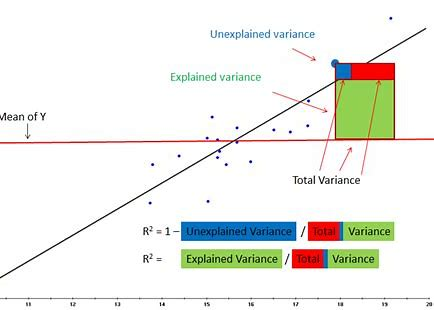 Unexplained variance
Explained variance
Mean of Y
Total Variance
R² = 1 – Unexplained Variance / Total Variance
R² = Explained Variance / Total Variance
11 12 13 14 15 16 17 18 19 20